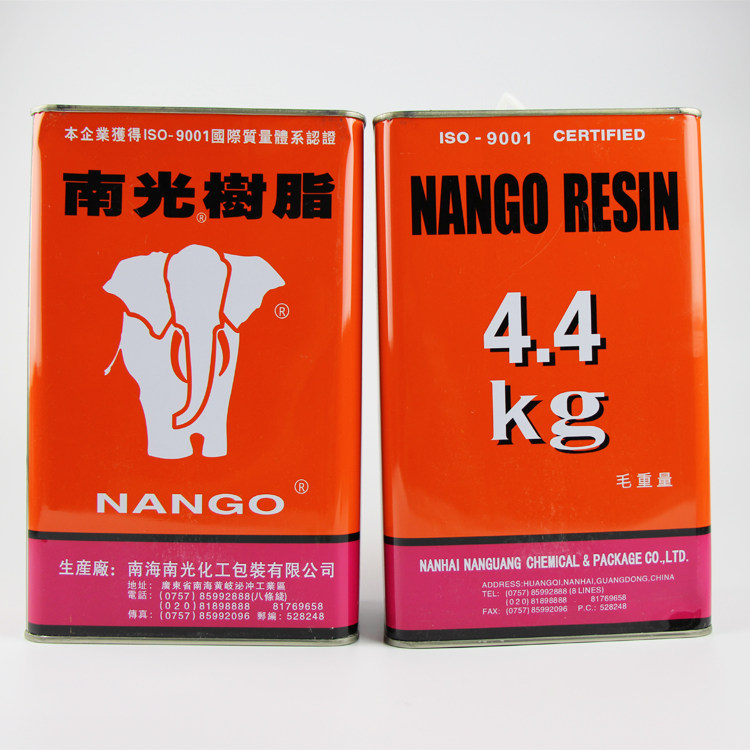 本企業獲得ISO-9001國際質量體系認證
南光樹脂
®
®
NANGO®
生産廠：南海南光化工包裝有限公司
地址：廣東省南海黄岐泌冲工業區
電話：(0757)85992888(八條綫)
(020)81898888 81769658
傳真：(0757)85992096 郵編：528248
ISO-9001 CERTIFIED
NANGO RESIN
4.4
kg
毛重量
NANHAI NANGUANG CHEMICAL & PACKAGE CO.,LTD.
ADDRESS:HUANGQI,NANHAI,GUANGDONG,CHINA
TEL: (0757) 85992888 (8 LINES)
(020) 81898888 81769658
FAX: (0757) 85992096 P.C.: 528248